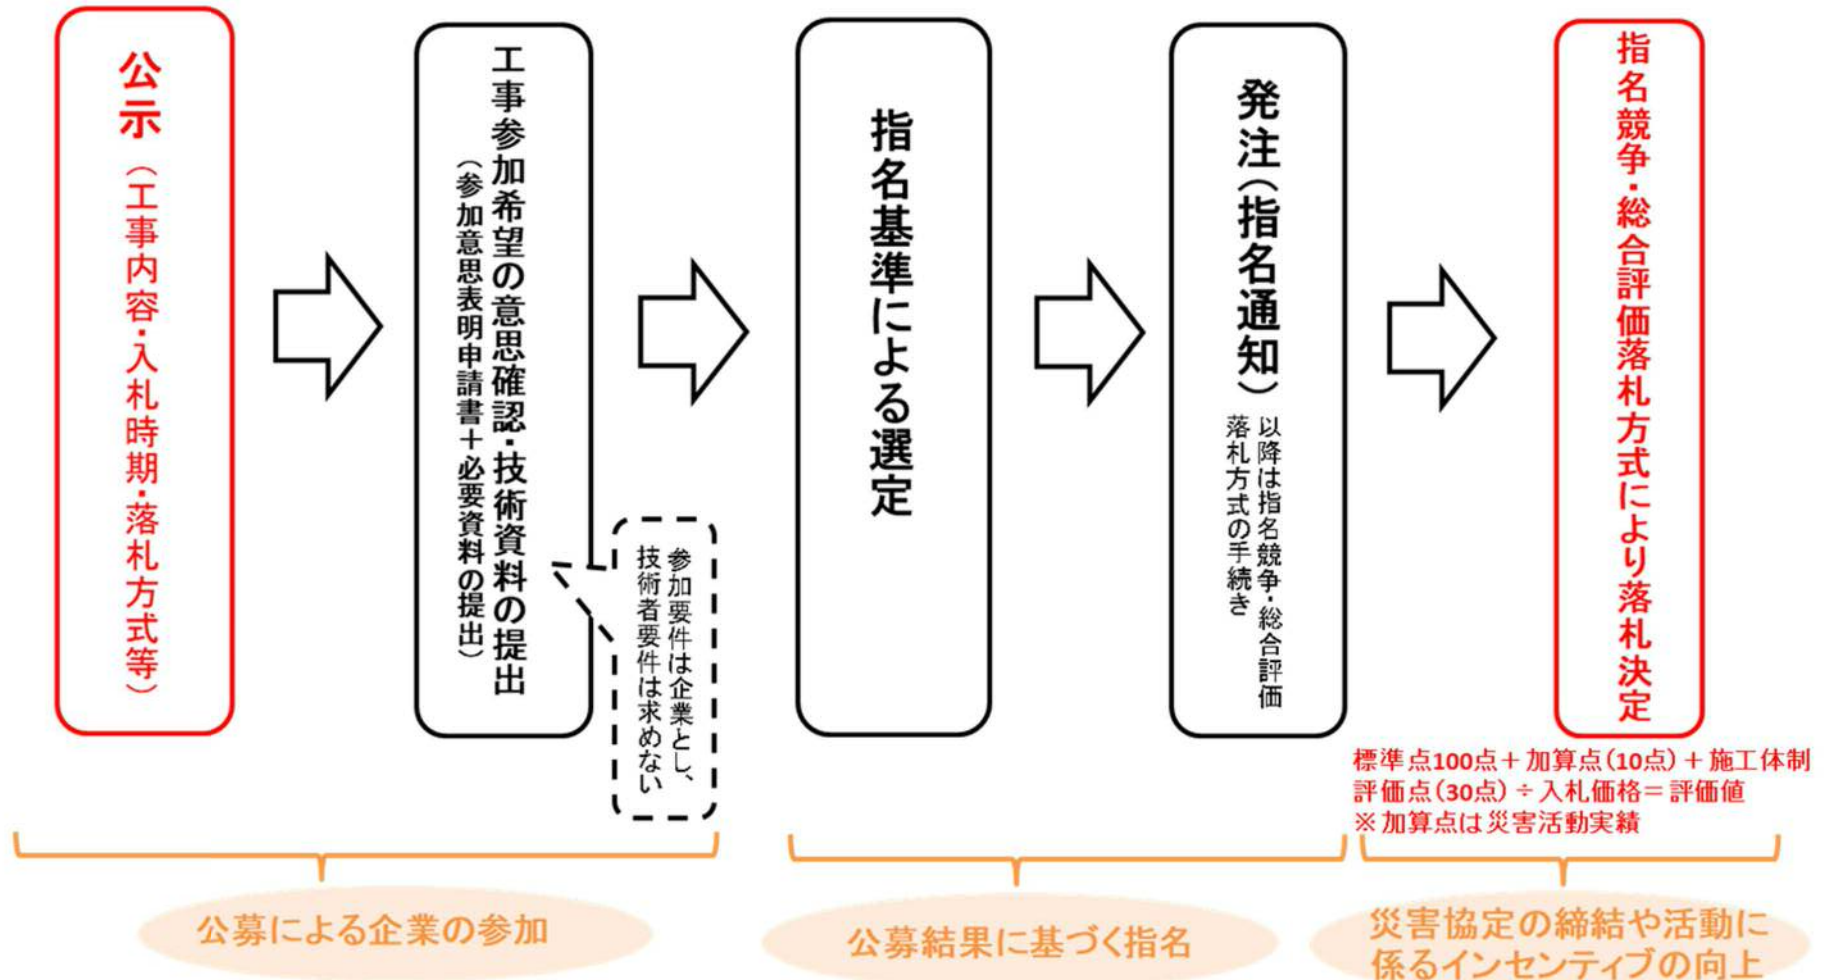 公示（工事内容・入札時期・落札方式等）
工事参加希望の意思確認・技術資料の提出
（参加意思表明申請書＋必要資料の提出）
参加要件は企業とし、
技術者要件は求めない
指名基準による選定
発注（指名通知）
以降は指名競争・総合評価
落札方式の手続き
指名競争・総合評価落札方式により落札決定
標準点100点＋加算点（10点）＋施工体制
評価点（30点）÷入札価格＝評価値
※加算点は災害活動実績
公募による企業の参加
公募結果に基づく指名
災害協定の締結や活動に
係るインセンティブの向上